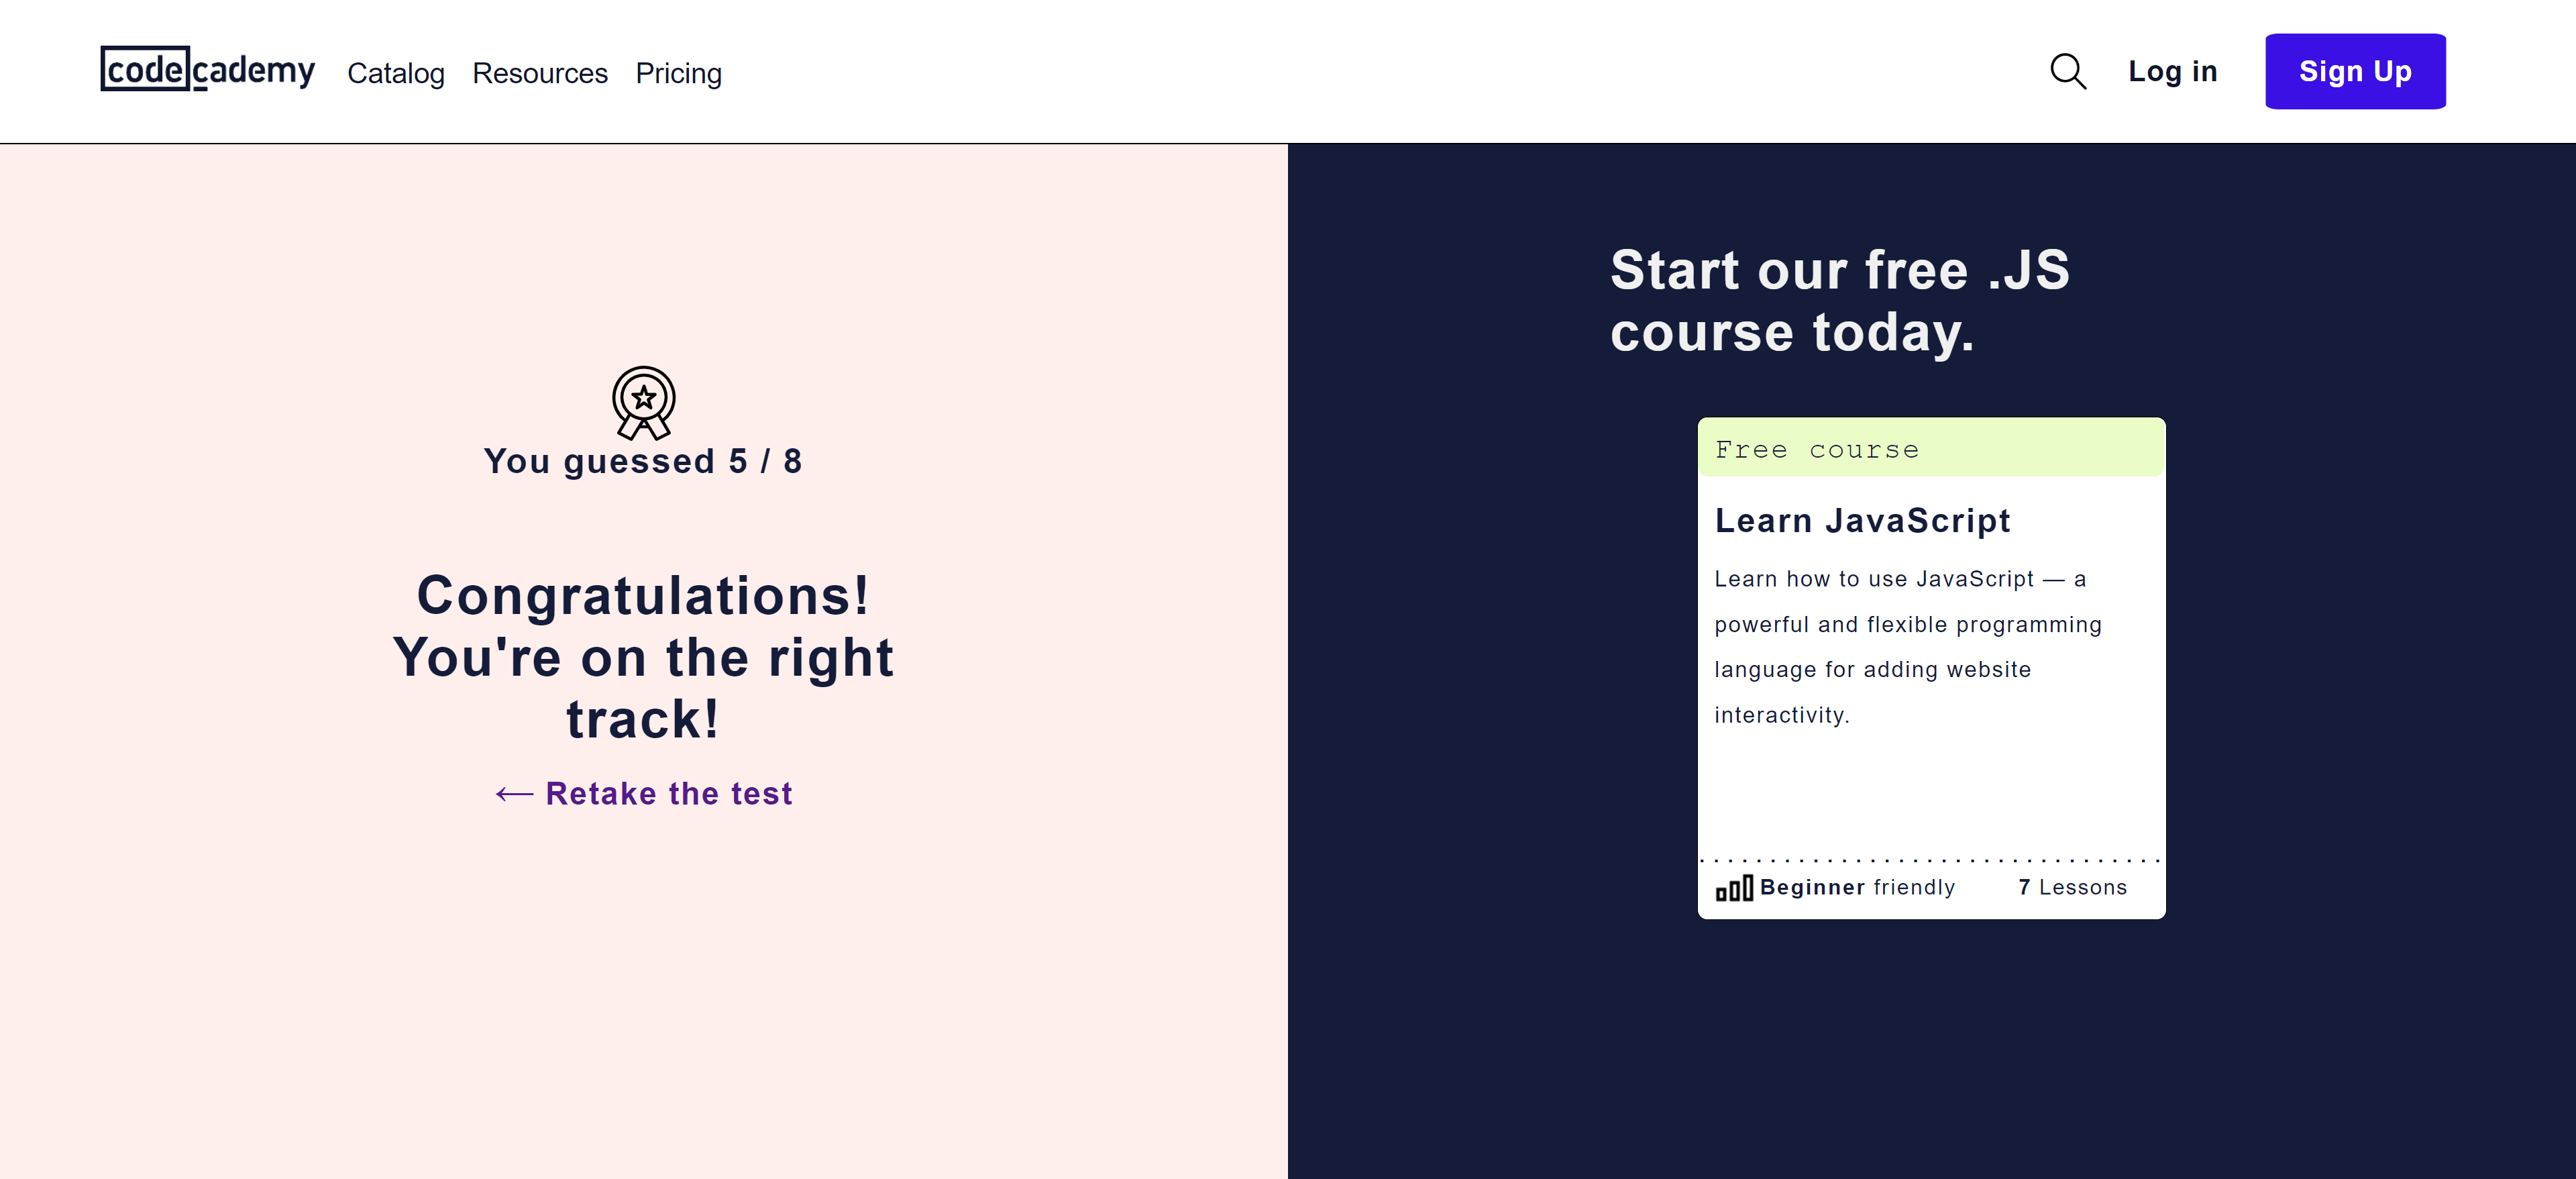 codecademy
Catalog
Resources
Pricing
Log in
Sign Up
You guessed 5 / 8
Congratulations!
You're on the right
track!
← Retake the test
Start our free .JS
course today.
Free course
Learn JavaScript
Learn how to use JavaScript — a
powerful and flexible programming
language for adding website
interactivity.
Beginner friendly
7 Lessons